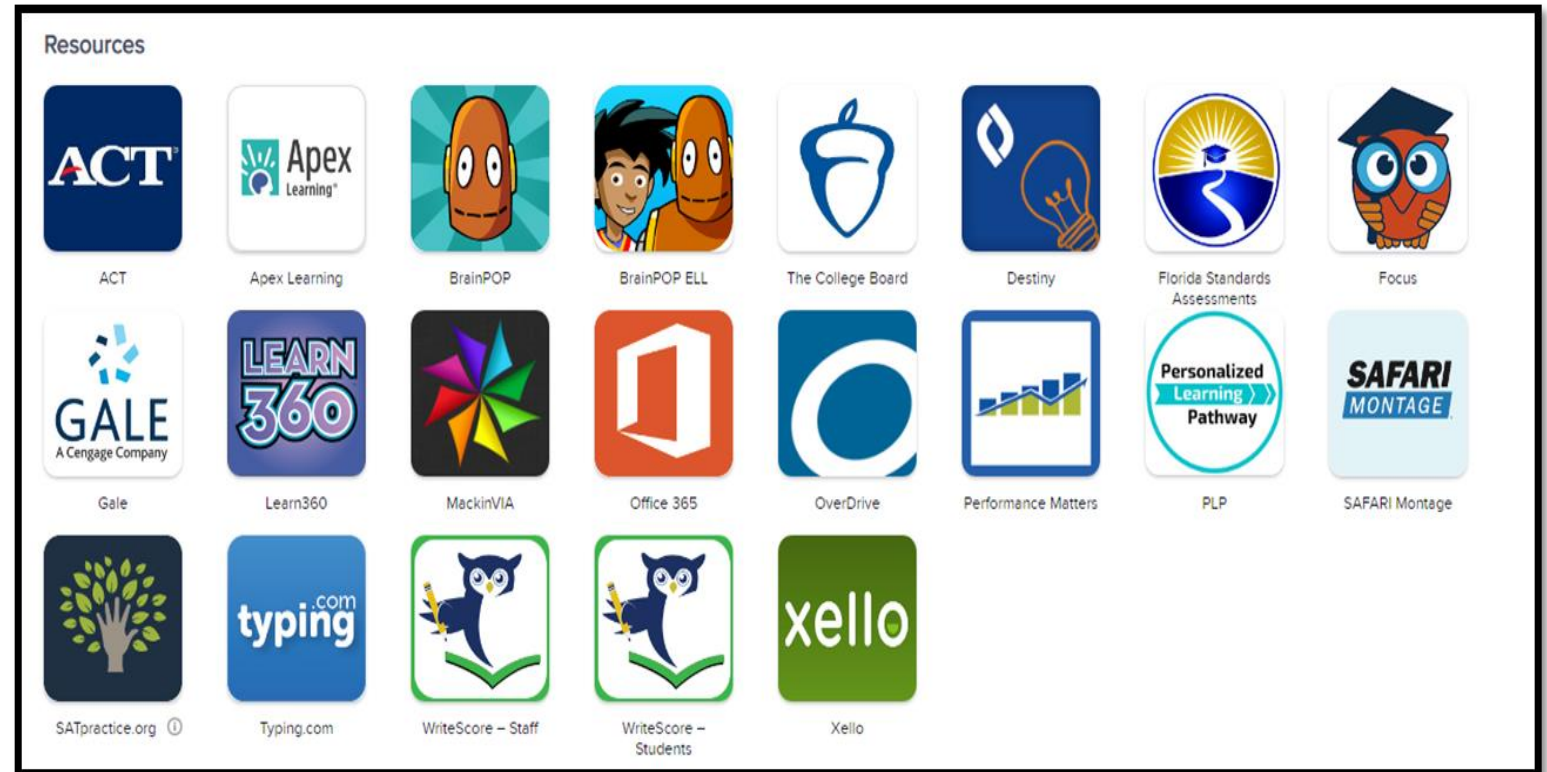 Resources
ACT
Apex
Learning
LEARN
360
GALE
A Cengage Company
Personalized
Learning
Pathway
SAFARI
MONTAGE
typing.com
xello
ACT
Apex Learning
BrainPOP
BrainPOP ELL
The College Board
Destiny
Florida Standards
Assessments
Focus
Gale
Learn360
MackinVIA
Office 365
OverDrive
Performance Matters
PLP
SAFARI Montage
SATpractice.org
Typing.com
WriteScore – Staff
WriteScore –
Students
Xello